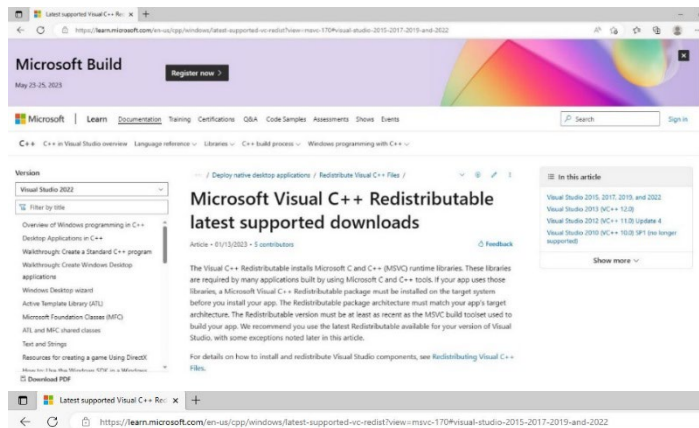 Latest supported Visual C++ Rec
https://learn.microsoft.com/en-us/cpp/windows/latest-supported-vc-redist?view=msvc-170#visual-studio-2015-2017-2019-and-2022
Microsoft Build
Register now >
May 23-25, 2023
Microsoft Learn Documentation Training Certifications Q&A Code Samples Assessments Shows Events Search Sign in
C++ C++ in Visual Studio overview Language reference Libraries C++ build process Windows programming with C++
Version
Visual Studio 2022
Filter by title
Overview of Windows programming in C++
Desktop Applications in C++
Walkthrough: Create a Standard C++ program
Walkthrough: Create Windows Desktop
applications
Windows Desktop wizard
Active Template Library (ATL)
Microsoft Foundation Classes (MFC)
ATL and MFC shared classes
Text and Strings
Resources for creating a game Using DirectX
How to: Use the Windows SDK in a Windows
Download PDF
... / Deploy native desktop applications / Redistribute Visual C++ Files /
Microsoft Visual C++ Redistributable
latest supported downloads
Article • 01/13/2023 • 5 contributors
Feedback
The Visual C++ Redistributable installs Microsoft C and C++ (MSVC) runtime libraries. These libraries
are required by many applications built by using Microsoft C and C++ tools. If your app uses those
libraries, a Microsoft Visual C++ Redistributable package must be installed on the target system
before you install your app. The Redistributable package architecture must match your app's target
architecture. The Redistributable version must be at least as recent as the MSVC build toolset used to
build your app. We recommend you use the latest Redistributable available for your version of Visual
Studio, with some exceptions noted later in this article.
For details on how to install and redistribute Visual Studio components, see Redistributing Visual C++
Files.
In this article
Visual Studio 2015, 2017, 2019, and 2022
Visual Studio 2013 (VC++ 12.0)
Visual Studio 2012 (VC++ 11.0) Update 4
Visual Studio 2010 (VC++ 10.0) SP1 (no longer
supported)
Show more
Latest supported Visual C++ Rec
https://learn.microsoft.com/en-us/cpp/windows/latest-supported-vc-redist?view=msvc-170#visual-studio-2015-2017-2019-and-2022